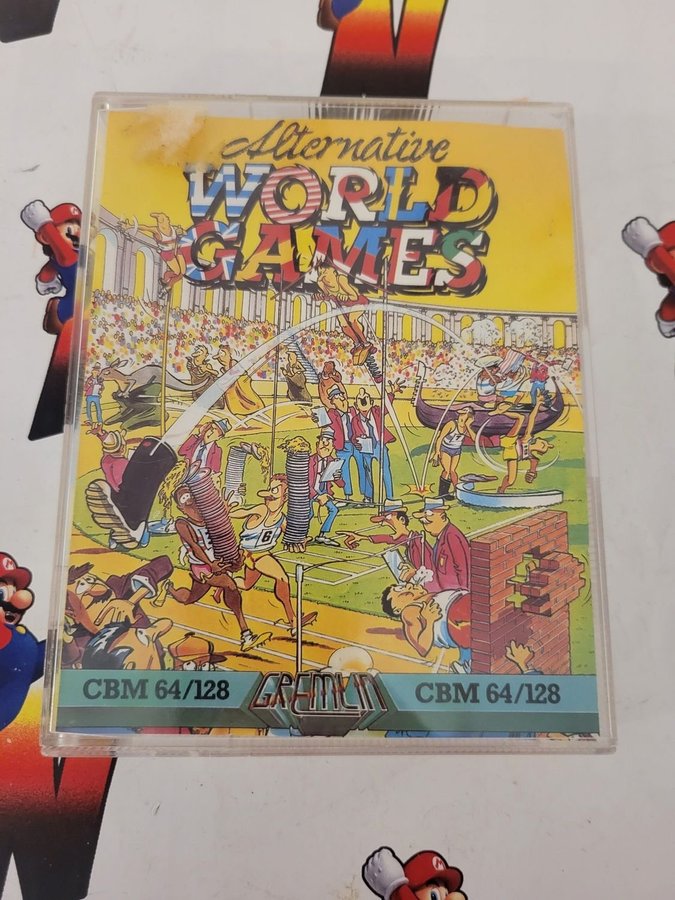 Alternative
WORLD
GAMES
B
CBM 64/128
GREMLIN
CBM 64/128